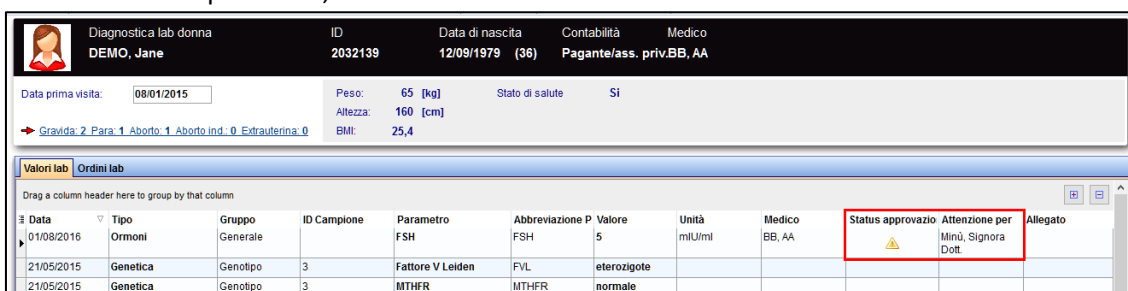 Diagnostica lab donna ID Data di nascita Contabilità Medico
DEMO, Jane 2032139 12/09/1979 (36) Pagante/ass. priv.BB, AA
Data prima visita: 08/01/2015 Peso: 65 [kg] Stato di salute Si
Altezza: 160 [cm]
Gravida: 2 Para: 1 Aborto: 1 Aborto ind.: 0 Extrauterina: 0 BMI: 25,4
Valori lab Ordini lab
Drag a column header here to group by that column
Data Tipo Gruppo ID Campione Parametro Abbreviazione P Valore Unità Medico Status approvazio Attenzione per Allegato
01/08/2016 Ormoni Generale FSH FSH 5 mIU/ml BB, AA Minù, Signora
Dott.
21/05/2015 Genetica Genotipo 3 Fattore V Leiden FVL eterozigote
21/05/2015 Genetica Genotipo 3 MTHFR MTHFR normale